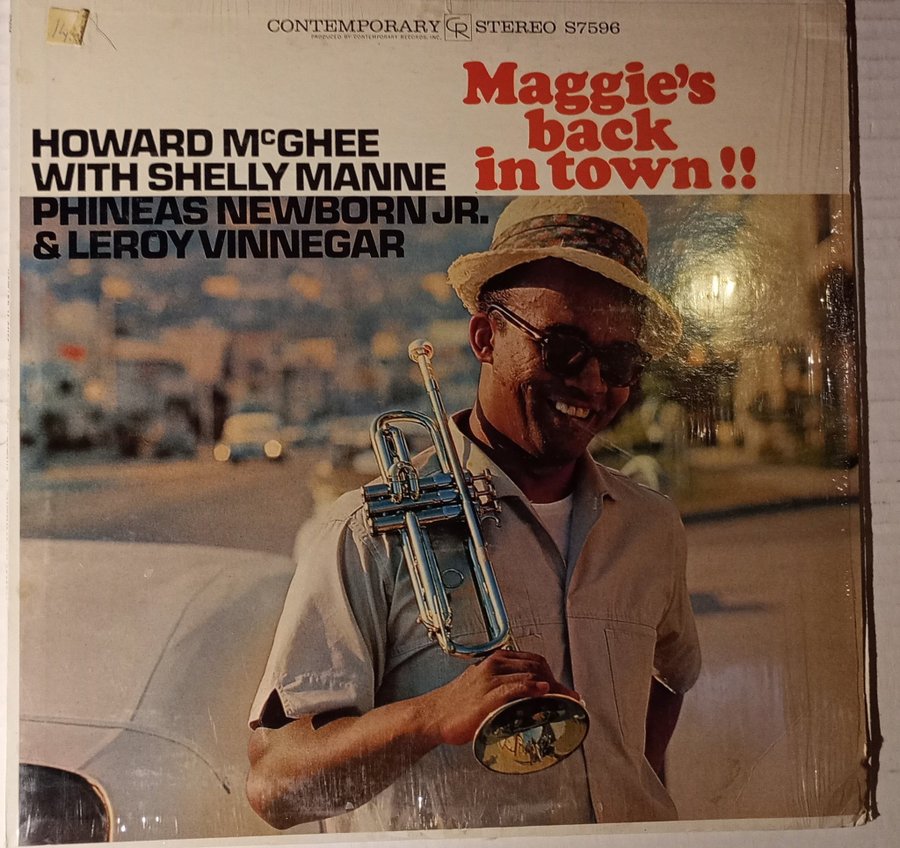 CONTEMPORARY CR STEREO S7596
PRODUCED BY CONTEMPORARY RECORDS, INC.
Maggie's
back
in town!!
HOWARD McGHEE
WITH SHELLY MANNE
PHINEAS NEWBORN JR.
& LEROY VINNEGAR